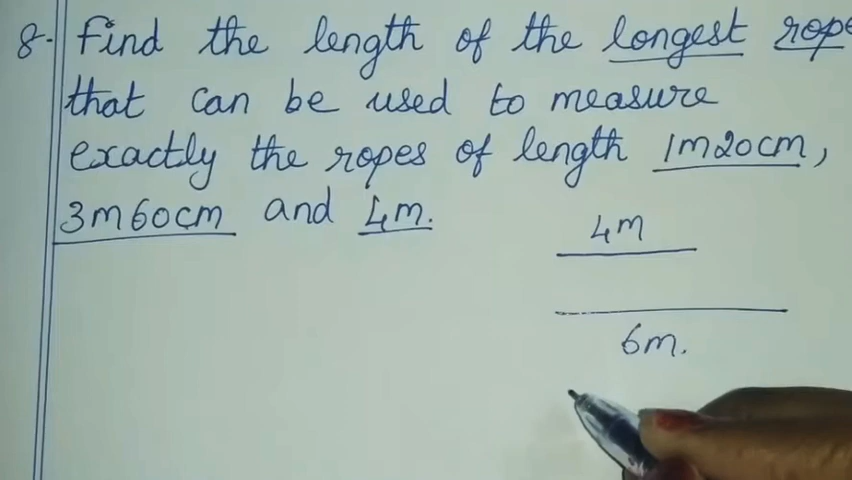 8. Find the length of the longest rope
that can be used to measure
exactly the ropes of length 1m20cm,
3m60cm and 4m.
4m
6m.